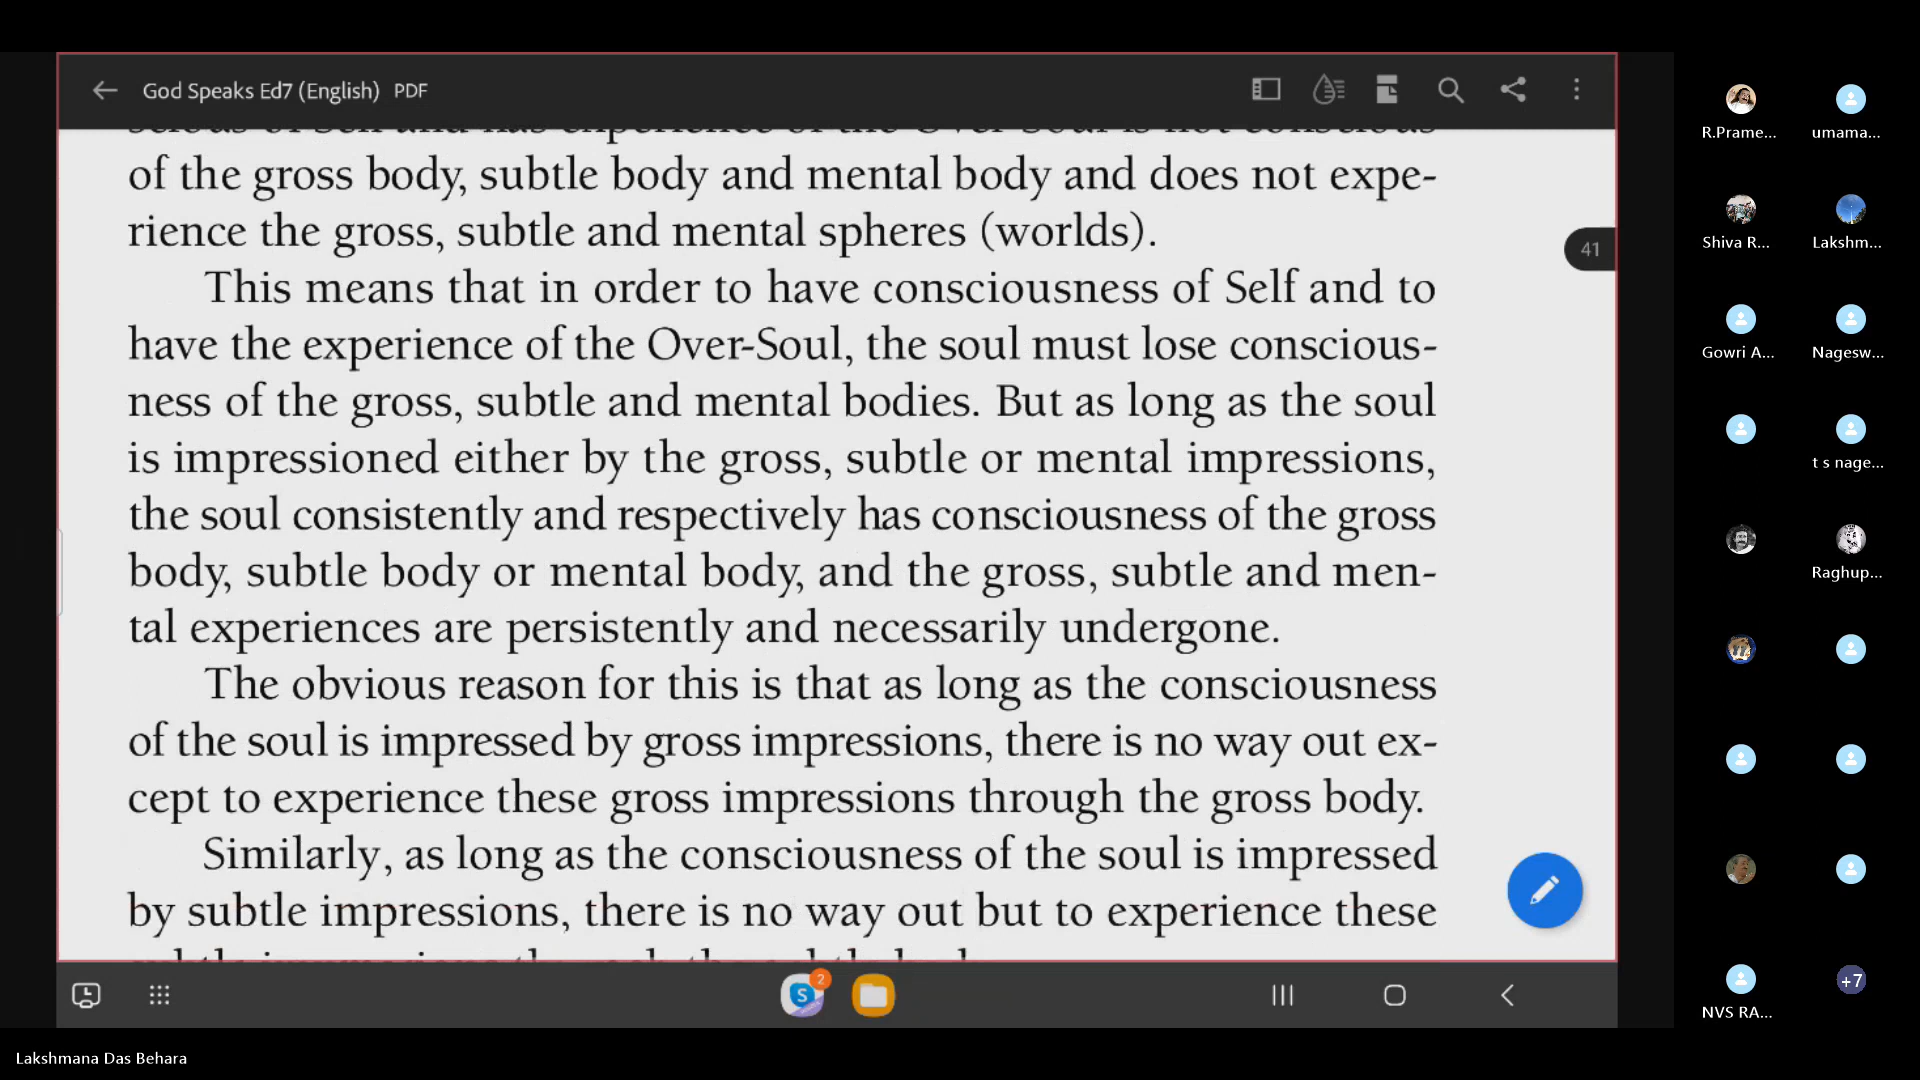 God Speaks Ed7 (English) PDF
of the gross body, subtle body and mental body and does not expe-
rience the gross, subtle and mental spheres (worlds).
This means that in order to have consciousness of Self and to
have the experience of the Over-Soul, the soul must lose conscious-
ness of the gross, subtle and mental bodies. But as long as the soul
is impressioned either by the gross, subtle or mental impressions,
the soul consistently and respectively has consciousness of the gross
body, subtle body or mental body, and the gross, subtle and men-
tal experiences are persistently and necessarily undergone.
The obvious reason for this is that as long as the consciousness
of the soul is impressed by gross impressions, there is no way out ex-
cept to experience these gross impressions through the gross body.
Similarly, as long as the consciousness of the soul is impressed
by subtle impressions, there is no way out but to experience these
41
S
2
R.Prame...
umama...
Shiva R...
Lakshm...
Gowri A...
Nagesw...
t s nage...
Raghup...
NVS RA...
+7
Lakshmana Das Behara